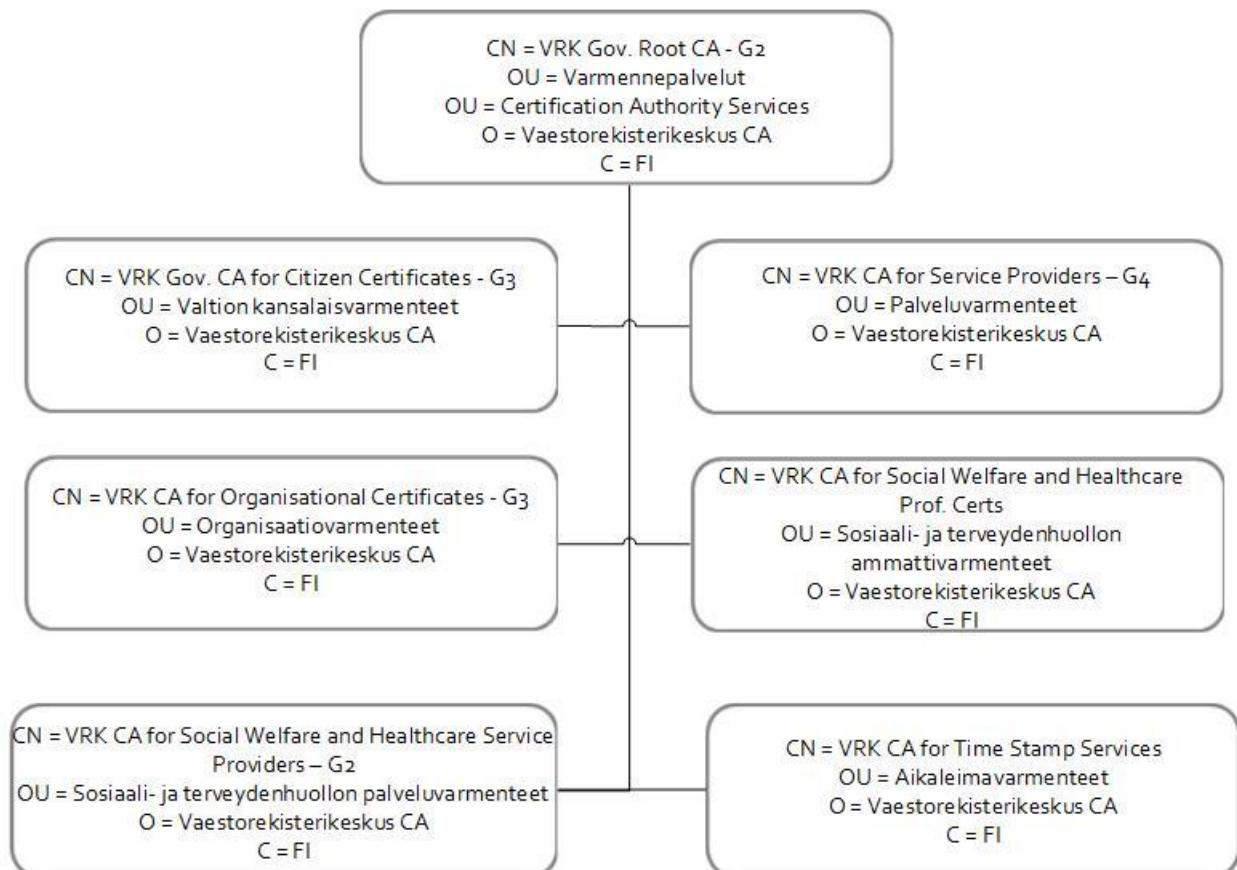 CN = VRK Gov. Root CA - G2
OU = Varmennepalvelut
OU = Certification Authority Services
O = Vaestorekisterikeskus CA
C = FI
CN = VRK Gov. CA for Citizen Certificates - G3
OU = Valtion kansalaisvarmenteet
O = Vaestorekisterikeskus CA
C = FI
CN = VRK CA for Service Providers – G4
OU = Palveluvarmenteet
O = Vaestorekisterikeskus CA
C = FI
CN = VRK CA for Organisational Certificates - G3
OU = Organisaatiovarmenteet
O = Vaestorekisterikeskus CA
C = FI
CN = VRK CA for Social Welfare and Healthcare
Prof. Certs
OU = Sosiaali- ja terveydenhuollon
ammattivarmenteet
O = Vaestorekisterikeskus CA
C = FI
CN = VRK CA for Social Welfare and Healthcare Service
Providers – G2
OU = Sosiaali- ja terveydenhuollon palveluvarmenteet
O = Vaestorekisterikeskus CA
C = FI
CN = VRK CA for Time Stamp Services
OU = Aikaleimavarmenteet
O = Vaestorekisterikeskus CA
C = FI